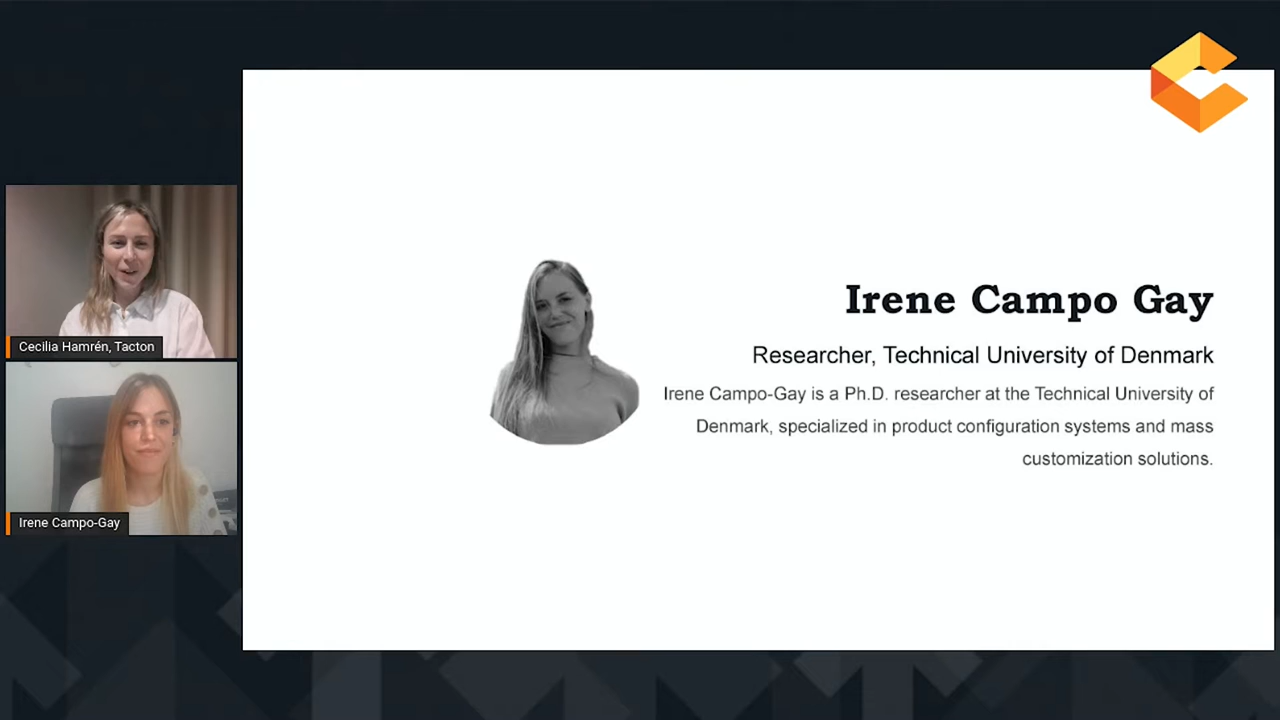 Cecilia Hamrén, Tacton
Irene Campo-Gay
Irene Campo Gay
Researcher, Technical University of Denmark
Irene Campo-Gay is a Ph.D. researcher at the Technical University of
Denmark, specialized in product configuration systems and mass
customization solutions.